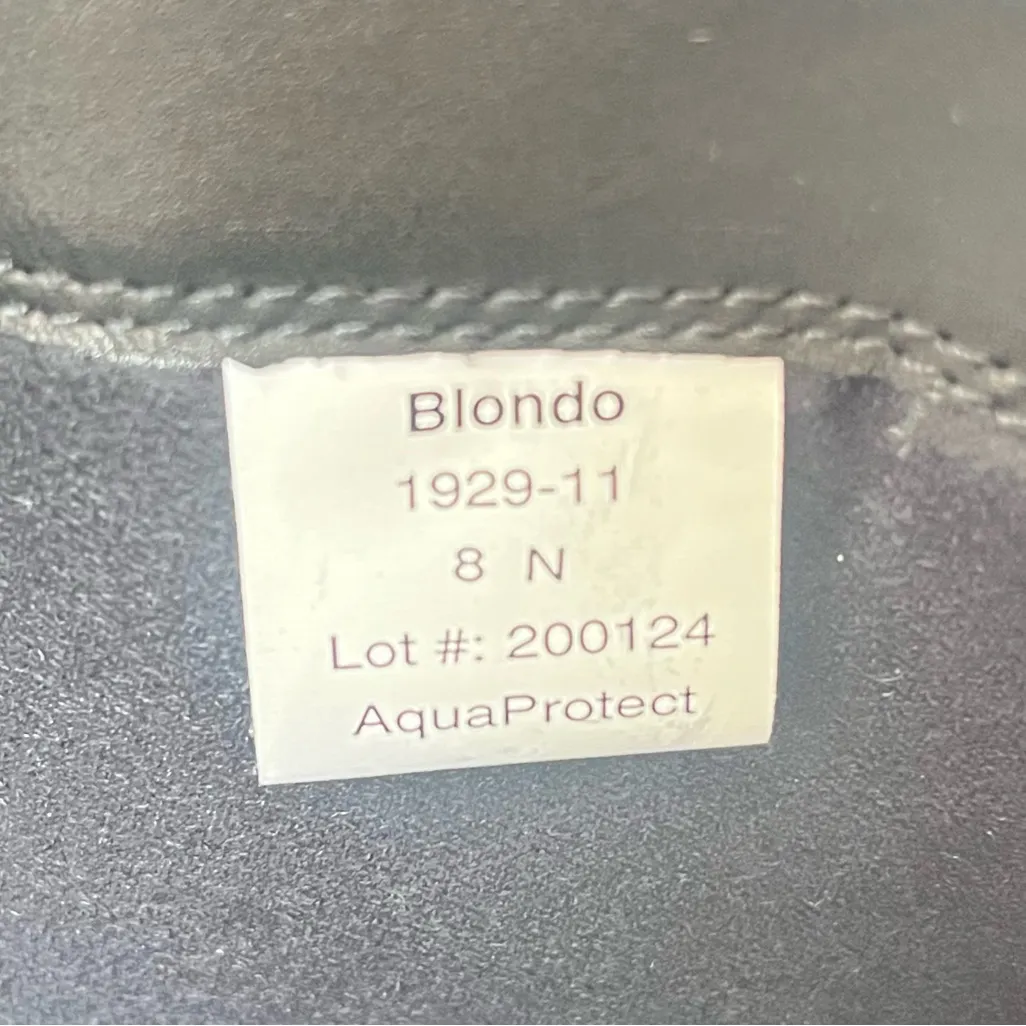 Blondo
1929-11
8 N
Lot #: 200124
AquaProtect